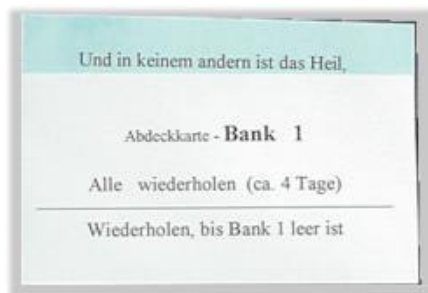 Und in keinem andern ist das Heil,
Abdeckkarte - Bank 1
Alle wiederholen (ca. 4 Tage)
Wiederholen, bis Bank 1 leer ist